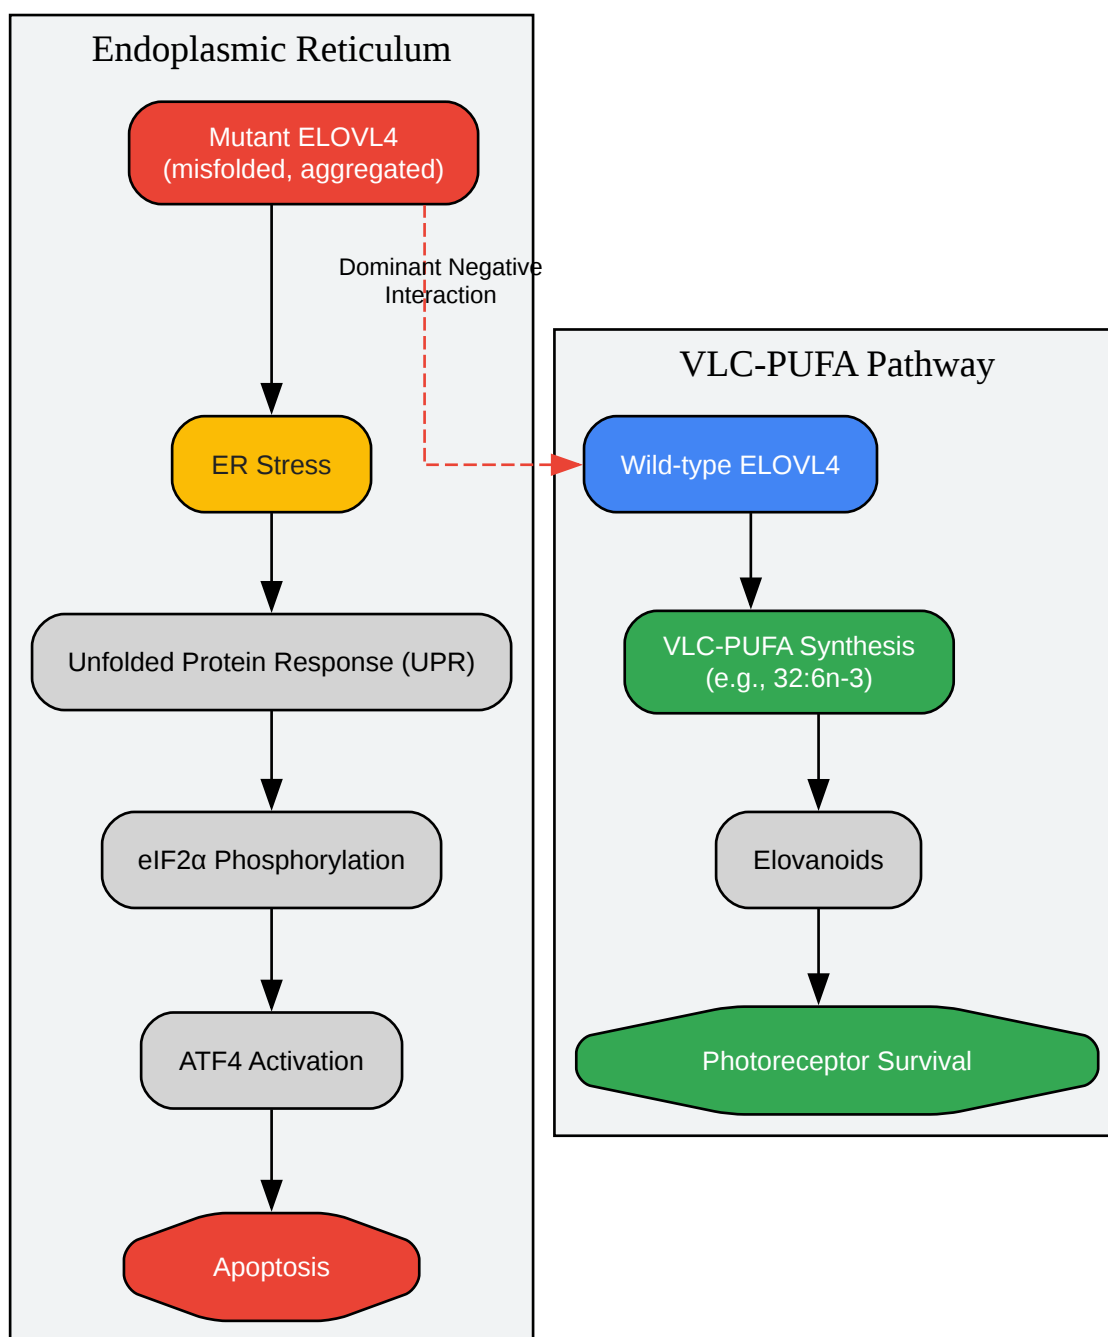 Endoplasmic Reticulum
Mutant ELOVL4
(misfolded, aggregated)
Dominant Negative
Interaction
ER Stress
Unfolded Protein Response (UPR)
eIF2α Phosphorylation
ATF4 Activation
Apoptosis
VLC-PUFA Pathway
Wild-type ELOVL4
VLC-PUFA Synthesis
(e.g., 32:6n-3)
Elovanoids
Photoreceptor Survival